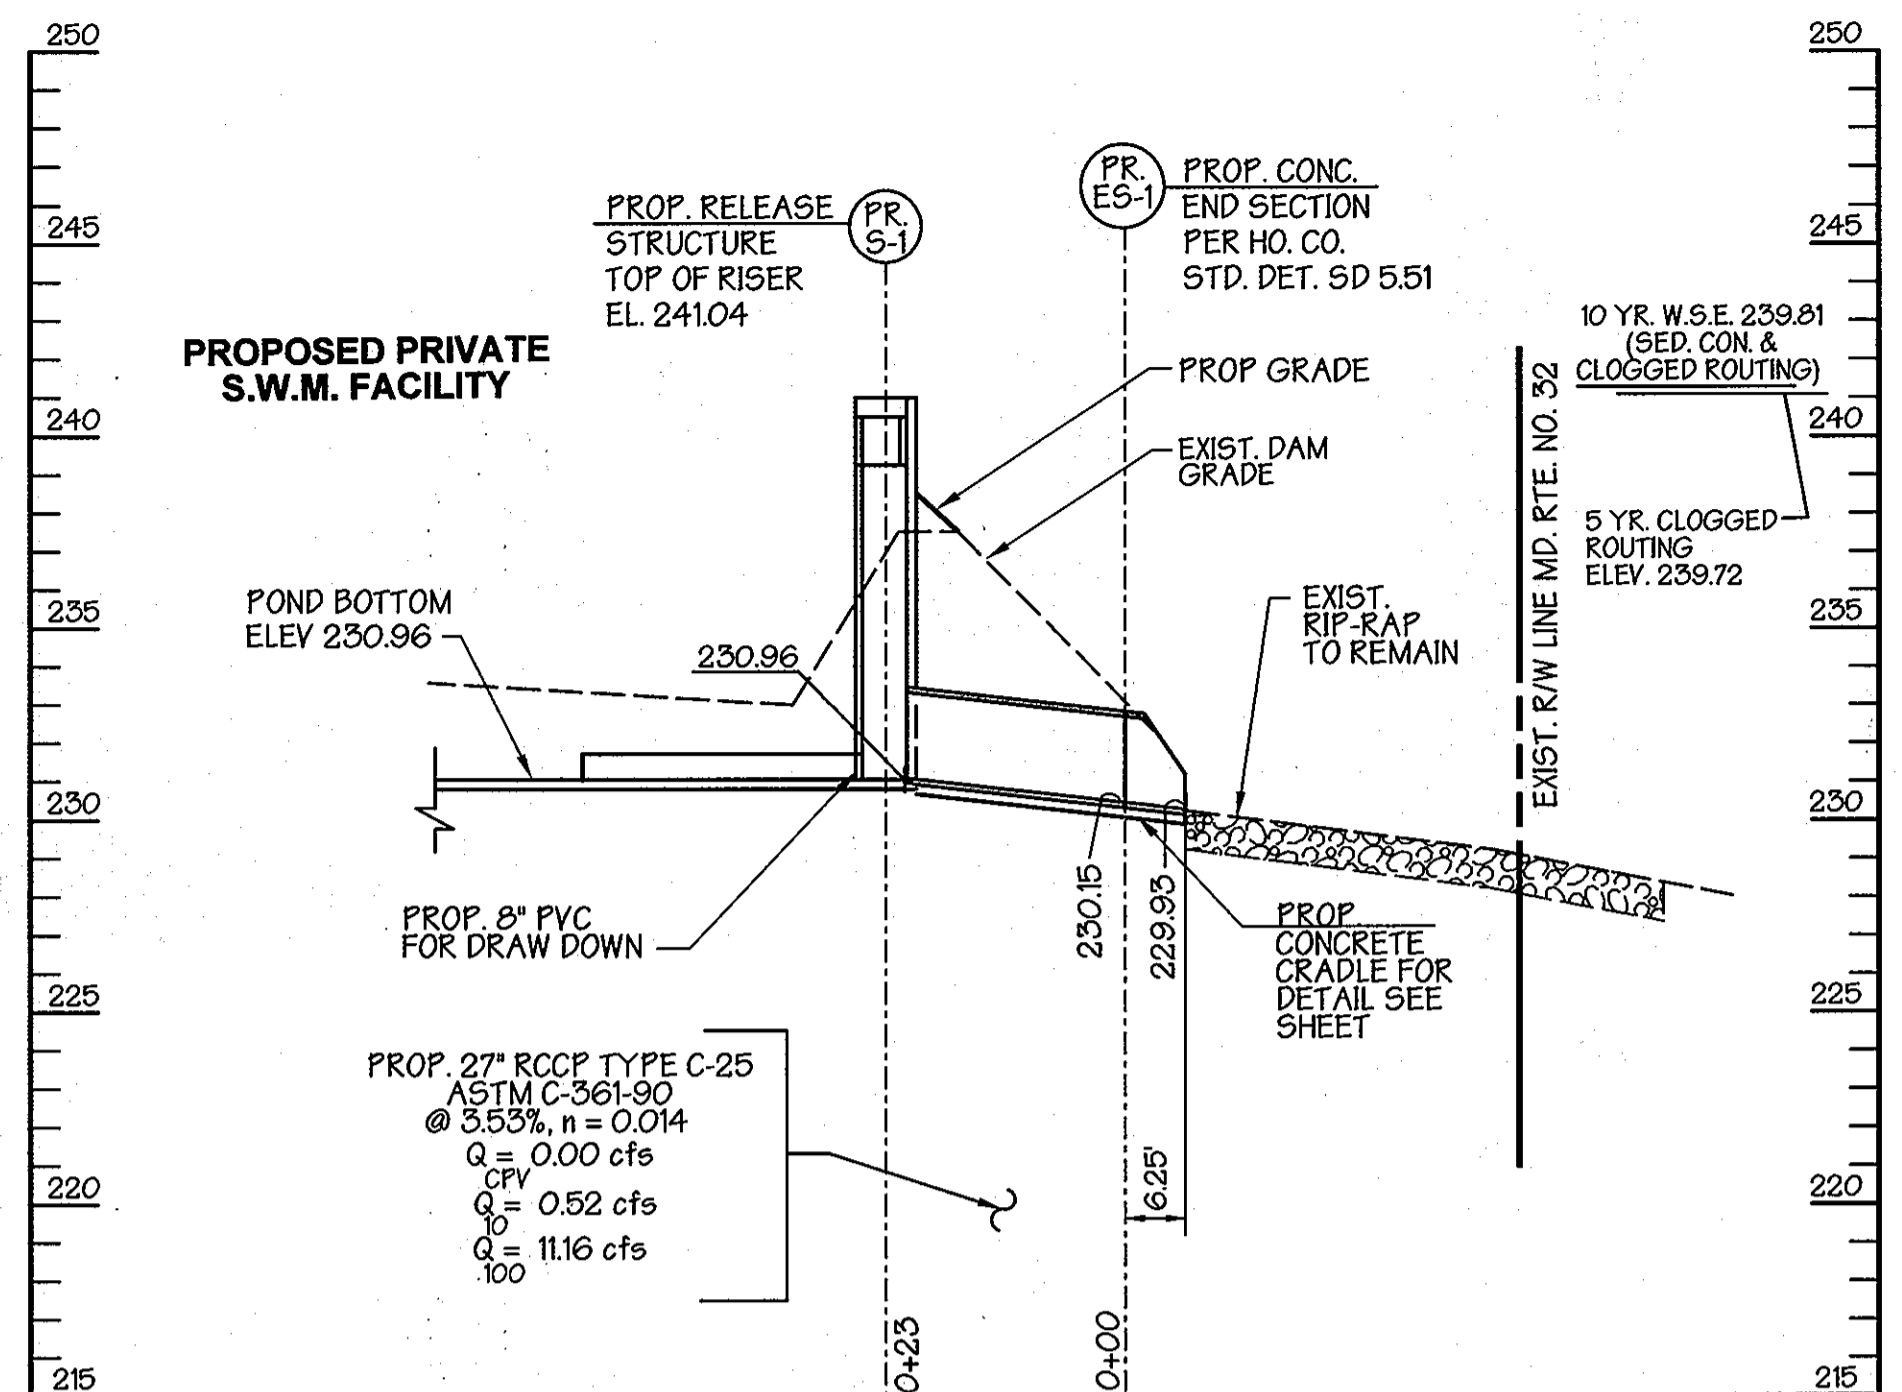 250
250
PROP. RELEASE
STRUCTURE
TOP OF RISER
EL. 241.04
PR.
S-1
PR.
ES-1
PROP. CONC.
END SECTION
PER HO. CO.
STD. DET. SD 5.51
245
245
PROPOSED PRIVATE
S.W.M. FACILITY
10 YR. W.S.E. 239.81
(SED. CON. &
CLOGGED ROUTING)
PROP GRADE
EXIST. DAM
GRADE
240
240
EXIST. R/W LINE MD. RTE. NO. 32
5 YR. CLOGGED
ROUTING
ELEV. 239.72
POND BOTTOM
ELEV 230.96
230.96
EXIST.
RIP-RAP
TO REMAIN
235
235
230
230
PROP. 8" PVC
FOR DRAW DOWN
230.15
229.93
PROP.
CONCRETE
CRADLE FOR
DETAIL SEE
SHEET
225
225
PROP. 27" RCCP TYPE C-25
ASTM C-361-90
@ 3.53%, n = 0.014
Q = 0.00 cfs
CPV
Q = 0.52 cfs
10
Q = 11.16 cfs
100
6.25'
220
220
0+23
0+00
215
215